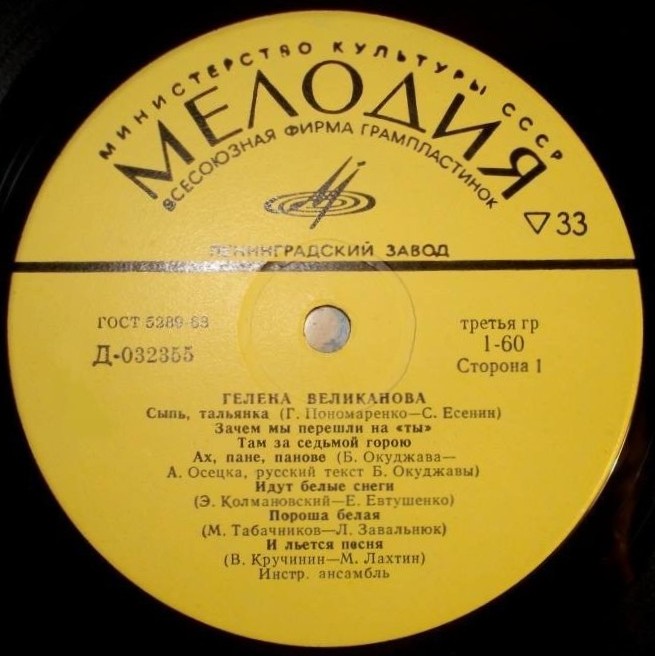 МИНИСТЕРСТВО КУЛЬТУРЫ СССР
МЕЛОДИЯ
ВСЕСОЮЗНАЯ ФИРМА ГРАМПЛАСТИНОК
▽ 33
ЛЕНИНГРАДСКИЙ ЗАВОД
ГОСТ 5289-68
третья гр
Д-032355
1-60
Сторона 1
ГЕЛЕНА ВЕЛИКАНОВА
Сыпь, тальянка (Г. Пономаренко—С. Есенин)
Зачем мы перешли на «ты»
Там за седьмой горою
Ах, пане, панове (Б. Окуджава—
А. Осецка, русский текст Б. Окуджавы)
Идут белые снеги
(Э. Колмановский—Е. Евтушенко)
Пороша белая
(М. Табачников—Л. Завальнюк)
И льется песня
(В. Кручинин—М. Лахтин)
Инстр. ансамбль